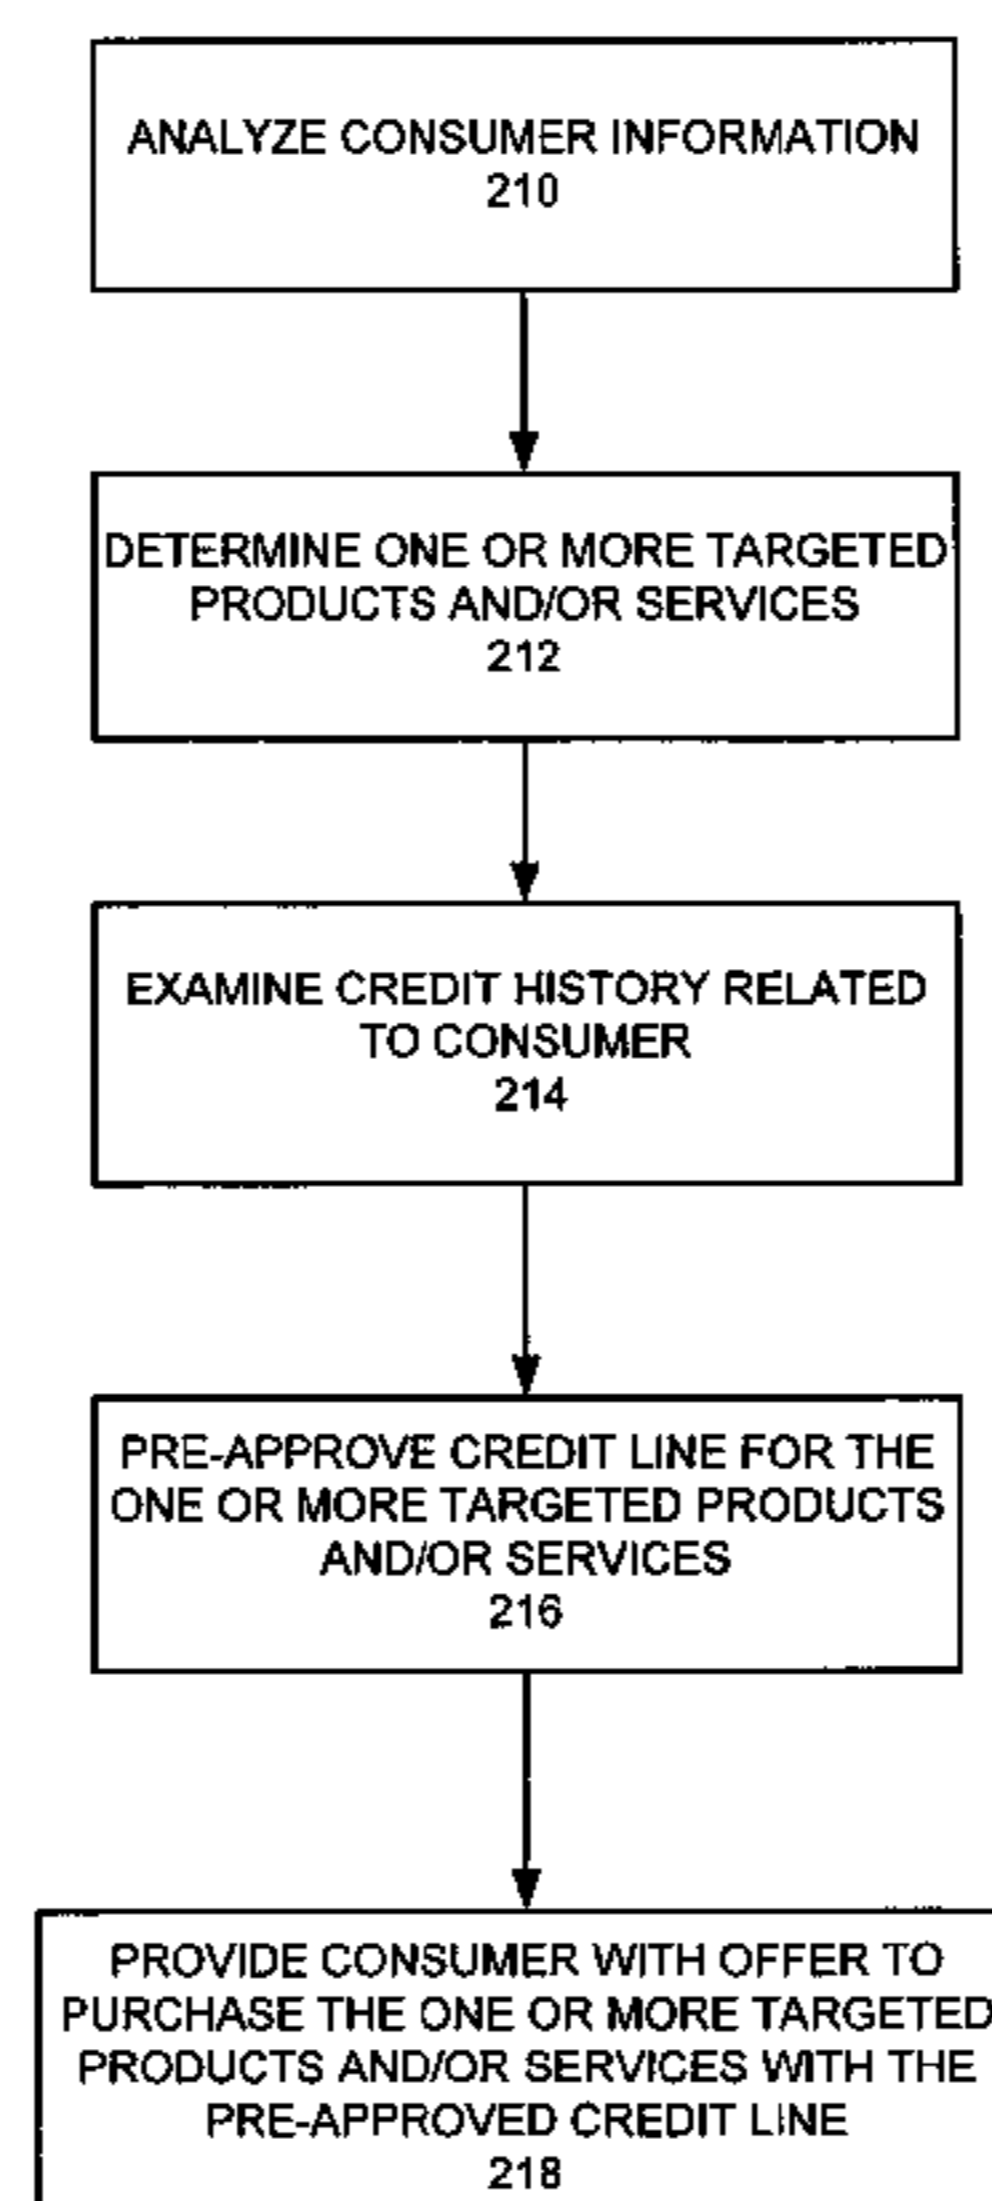 ANALYZE CONSUMER INFORMATION
210
DETERMINE ONE OR MORE TARGETED
PRODUCTS AND/OR SERVICES
212
EXAMINE CREDIT HISTORY RELATED
TO CONSUMER
214
PRE-APPROVE CREDIT LINE FOR THE
ONE OR MORE TARGETED PRODUCTS
AND/OR SERVICES
216
PROVIDE CONSUMER WITH OFFER TO
PURCHASE THE ONE OR MORE TARGETED
PRODUCTS AND/OR SERVICES WITH THE
PRE-APPROVED CREDIT LINE
218